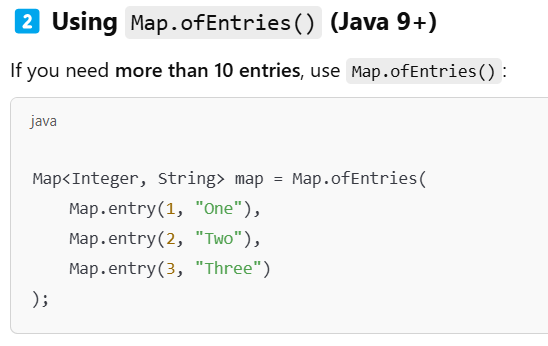 2 Using Map.ofEntries() (Java 9+)
If you need more than 10 entries, use Map.ofEntries():
java
Map<Integer, String> map = Map.ofEntries(
    Map.entry(1, "One"),
    Map.entry(2, "Two"),
    Map.entry(3, "Three")
);